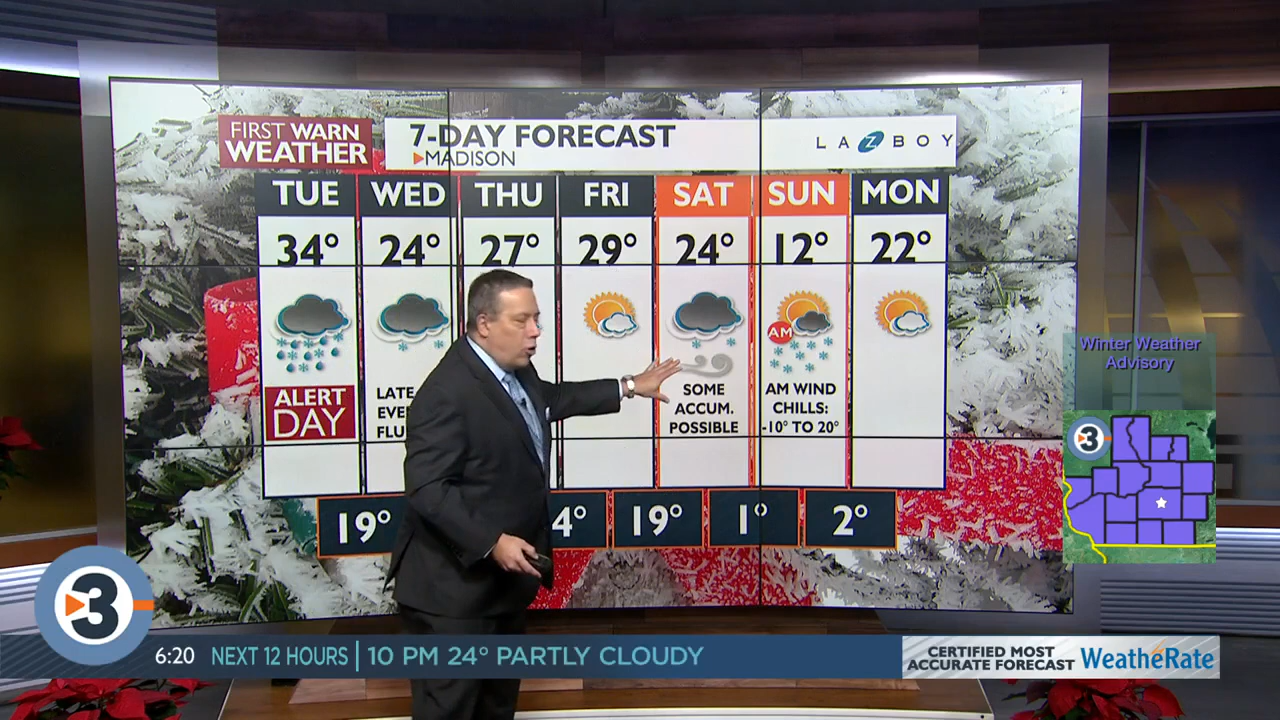 FIRST WARN
WEATHER
7-DAY FORECAST
MADISON
LAZBOY
TUE WED THU FRI SAT SUN MON
34° 24° 27° 29° 24° 12° 22°
AM
ALERT
DAY
LATE
SOME
ACCUM.
POSSIBLE
AM WIND
CHILLS:
-10° TO 20°
19° 4° 19° 1° 2°
Winter Weather
Advisory
3
3
6:20 NEXT 12 HOURS | 10 PM 24° PARTLY CLOUDY
CERTIFIED MOST
ACCURATE FORECAST
WeatheRate